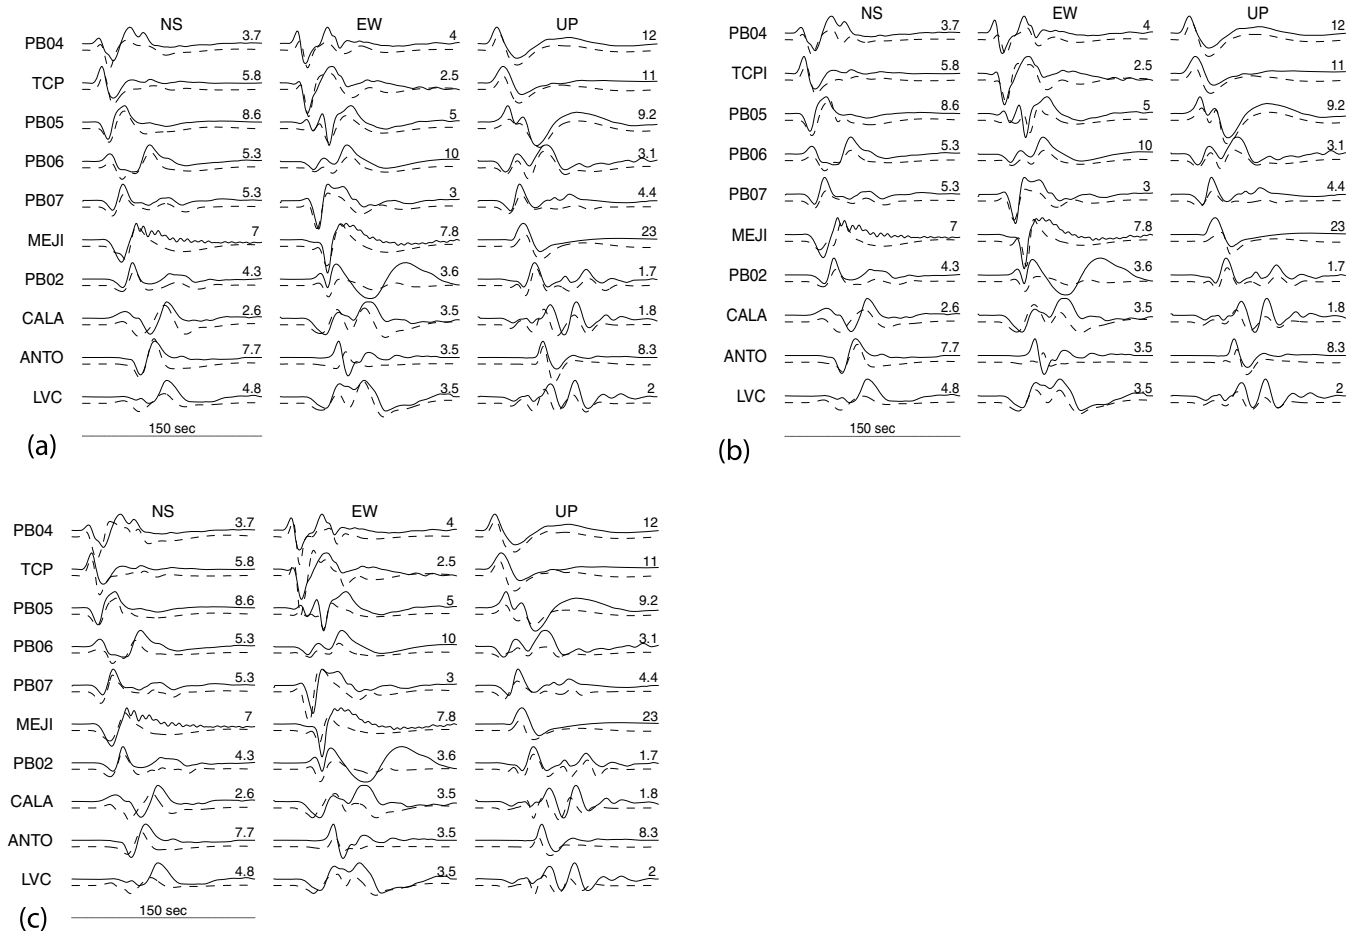 NS EW UP
PB04 3.7 4 12
TCP 5.8 2.5 11
PB05 8.6 5 9.2
PB06 5.3 10 3.1
PB07 5.3 3 4.4
MEJI 7 7.8 23
PB02 4.3 3.6 1.7
CALA 2.6 3.5 1.8
ANTO 7.7 3.5 8.3
LVC 4.8 3.5 2
150 sec
(a)
NS EW UP
PB04 3.7 4 12
TCPI 5.8 2.5 11
PB05 8.6 5 9.2
PB06 5.3 10 3.1
PB07 5.3 3 4.4
MEJI 7 7.8 23
PB02 4.3 3.6 1.7
CALA 2.6 3.5 1.8
ANTO 7.7 3.5 8.3
LVC 4.8 3.5 2
150 sec
(b)
NS EW UP
PB04 3.7 4 12
TCP 5.8 2.5 11
PB05 8.6 5 9.2
PB06 5.3 10 3.1
PB07 5.3 3 4.4
MEJI 7 7.8 23
PB02 4.3 3.6 1.7
CALA 2.6 3.5 1.8
ANTO 7.7 3.5 8.3
LVC 4.8 3.5 2
150 sec
(c)